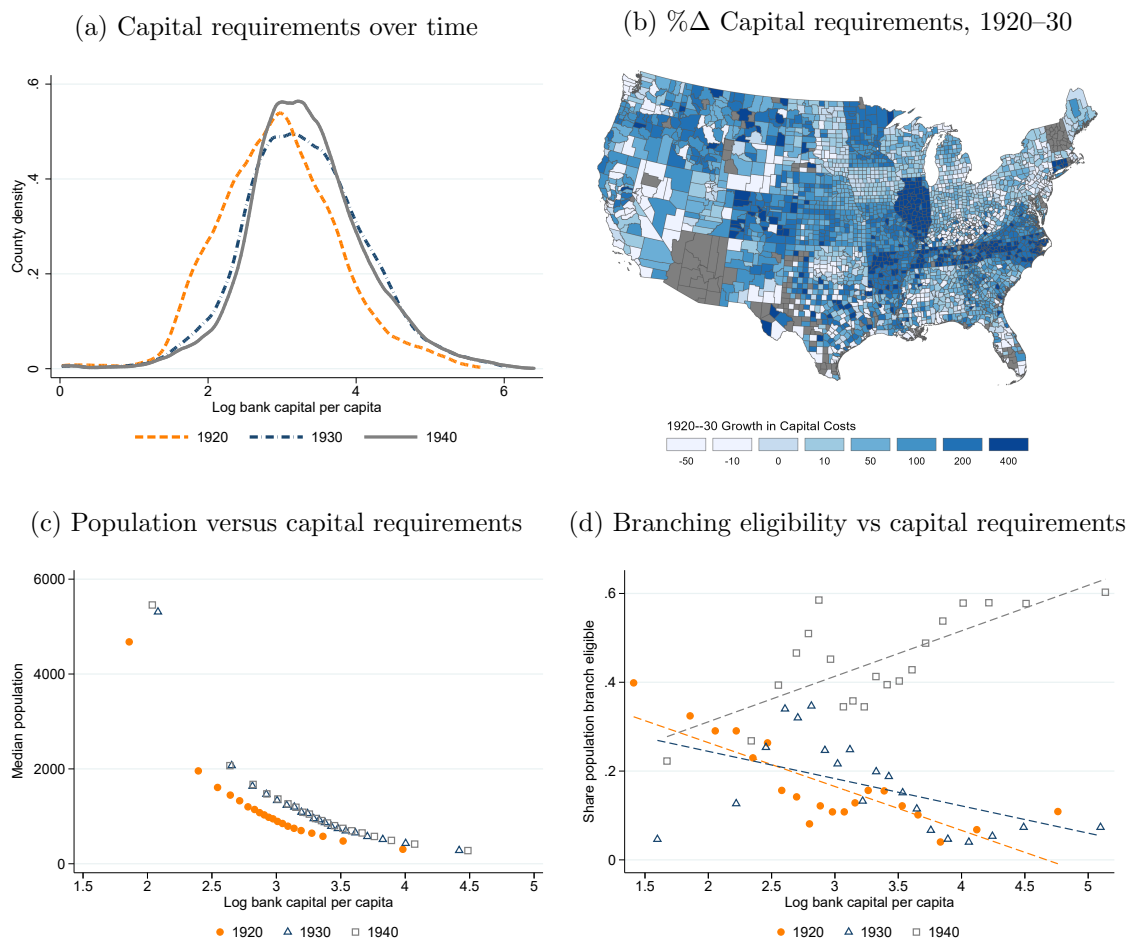 (a) Capital requirements over time
.6
.4
.2
0
County density
0 2 4 6
Log bank capital per capita
1920 1930 1940
(b) %Δ Capital requirements, 1920–30
1920--30 Growth in Capital Costs
-50 -10 0 10 50 100 200 400
(c) Population versus capital requirements
6000
4000
2000
0
Median population
1.5 2 2.5 3 3.5 4 4.5 5
Log bank capital per capita
1920 1930 1940
(d) Branching eligibility vs capital requirements
.6
.4
.2
0
Share population branch eligible
1.5 2 2.5 3 3.5 4 4.5 5
Log bank capital per capita
1920 1930 1940